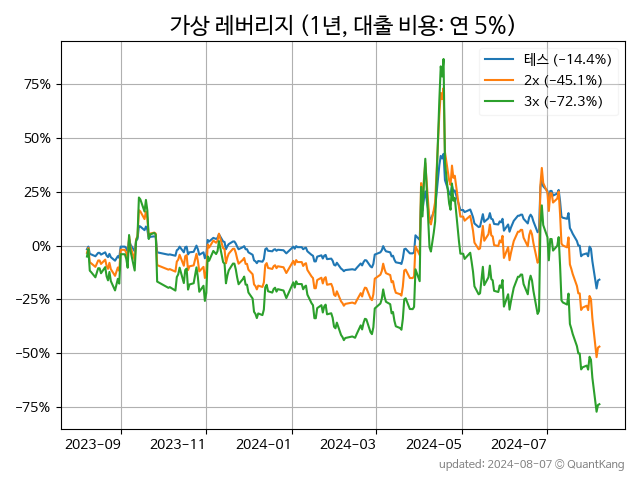 가상 레버리지 (1년, 대출 비용: 연 5%)
테스 (−14.4%)
2x (−45.1%)
3x (−72.3%)
75%
50%
25%
0%
−25%
−50%
−75%
2023-09 2023-11 2024-01 2024-03 2024-05 2024-07
updated: 2024-08-07 © QuantKang